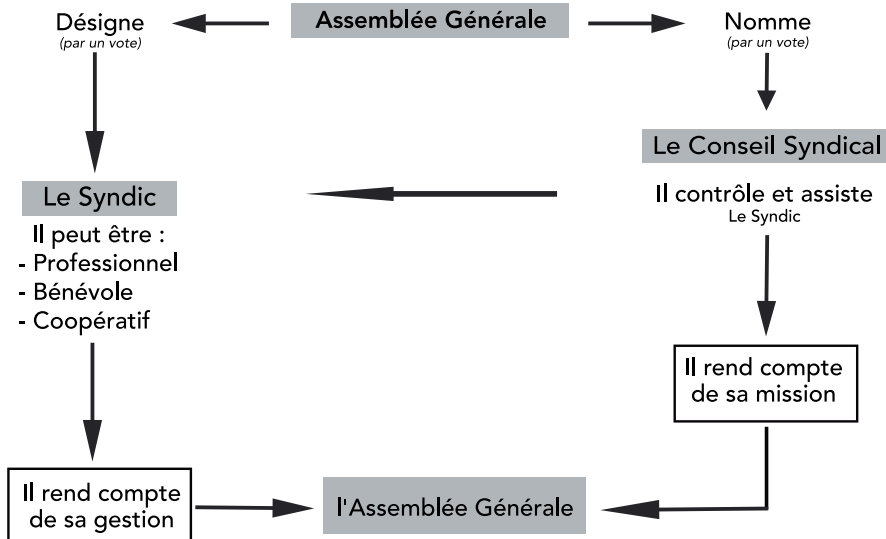 Assemblée Générale
Désigne
(par un vote)
Nomme
(par un vote)
Le Conseil Syndical
Il contrôle et assiste
Le Syndic
Le Syndic
Il peut être :
- Professionnel
- Bénévole
- Coopératif
Il rend compte
de sa mission
Il rend compte
de sa gestion
l'Assemblée Générale